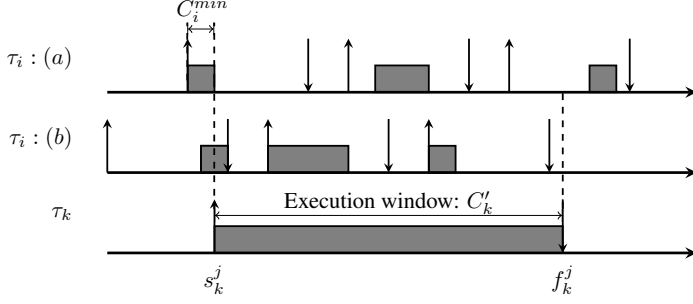 C_i^{min}
τ_i : (a)
τ_i : (b)
Execution window: C'_k
τ_k
s_k^j
f_k^j